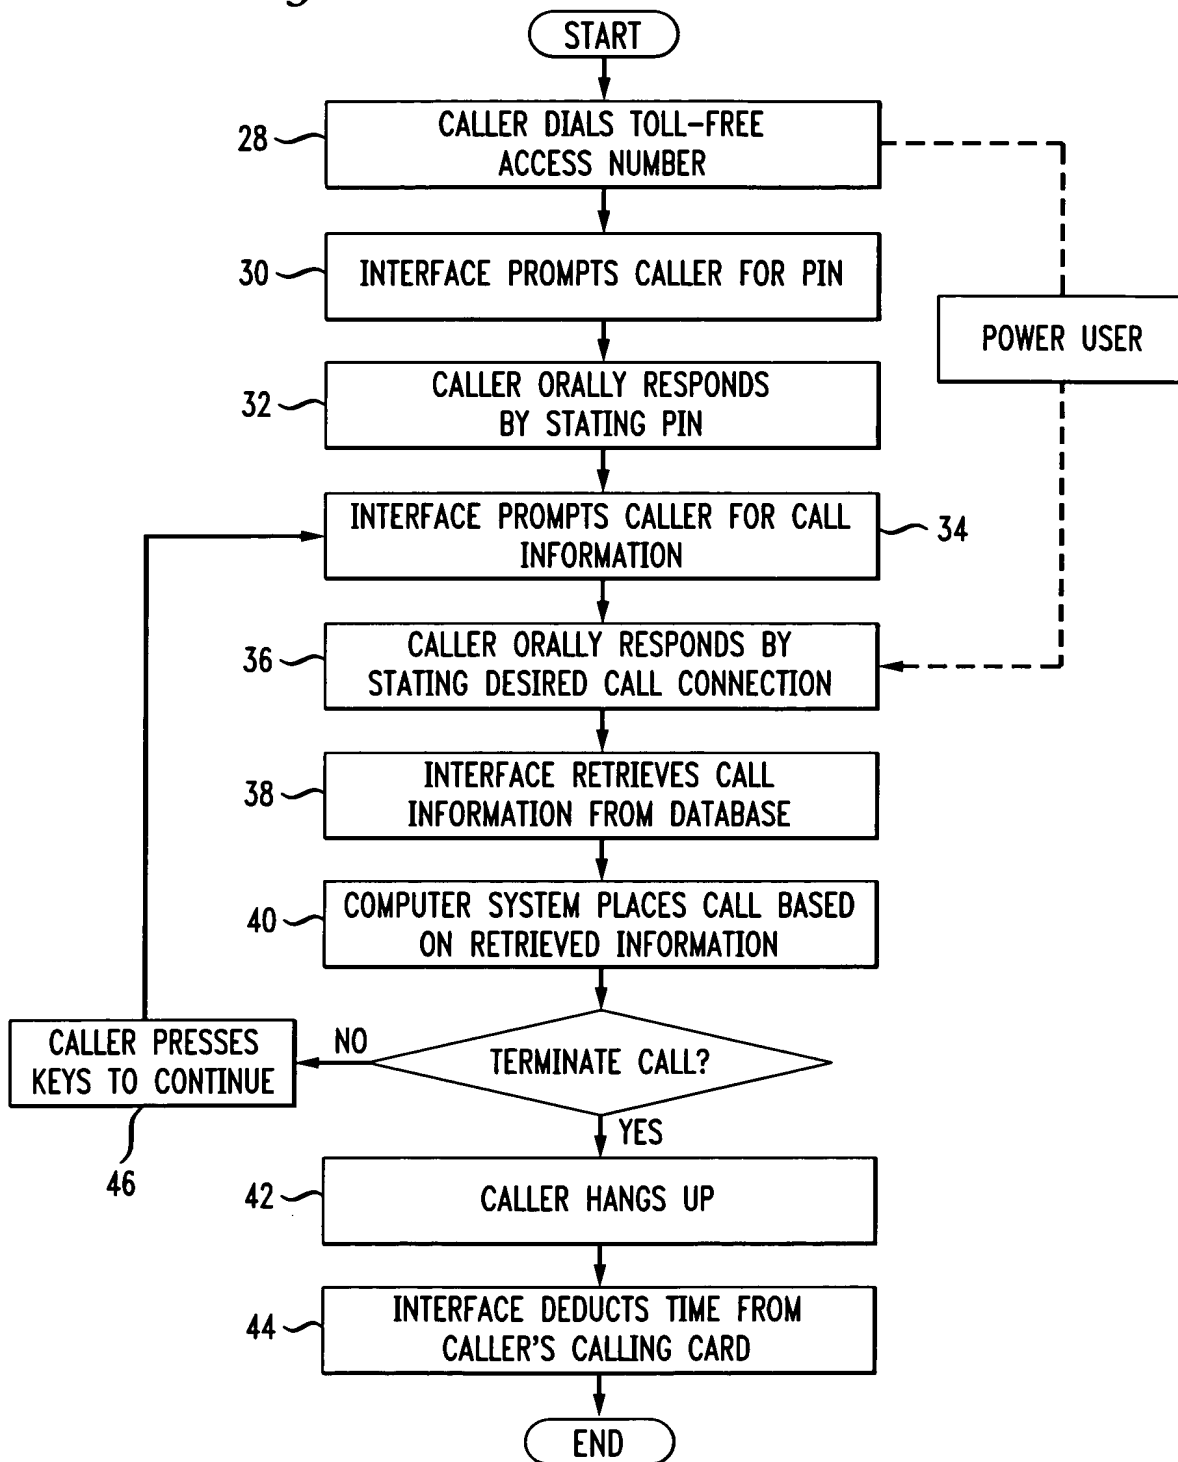 START
28
CALLER DIALS TOLL-FREE
ACCESS NUMBER
30
INTERFACE PROMPTS CALLER FOR PIN
POWER USER
32
CALLER ORALLY RESPONDS
BY STATING PIN
INTERFACE PROMPTS CALLER FOR CALL
INFORMATION
34
36
CALLER ORALLY RESPONDS BY
STATING DESIRED CALL CONNECTION
38
INTERFACE RETRIEVES CALL
INFORMATION FROM DATABASE
40
COMPUTER SYSTEM PLACES CALL BASED
ON RETRIEVED INFORMATION
TERMINATE CALL?
NO
CALLER PRESSES
KEYS TO CONTINUE
46
YES
42
CALLER HANGS UP
44
INTERFACE DEDUCTS TIME FROM
CALLER'S CALLING CARD
END